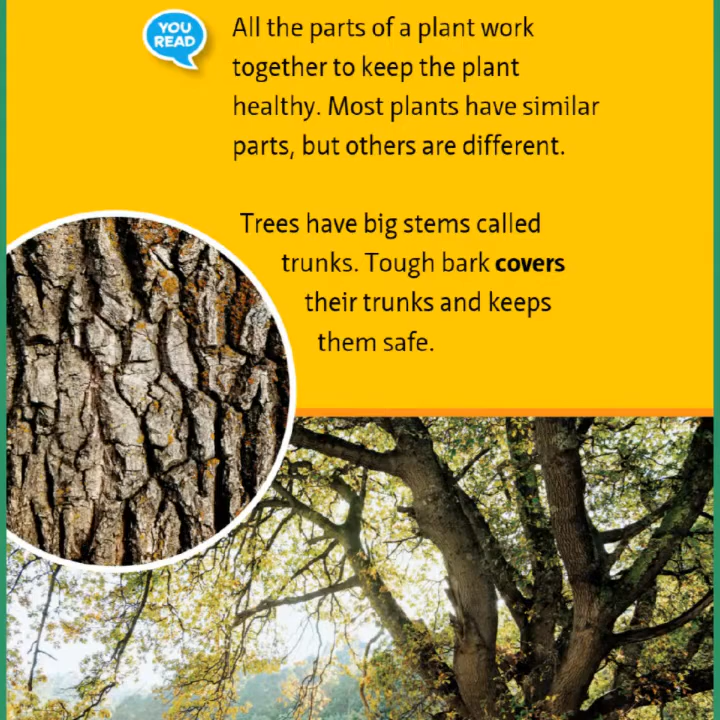 YOU
READ
All the parts of a plant work
together to keep the plant
healthy. Most plants have similar
parts, but others are different.
Trees have big stems called
trunks. Tough bark covers
their trunks and keeps
them safe.